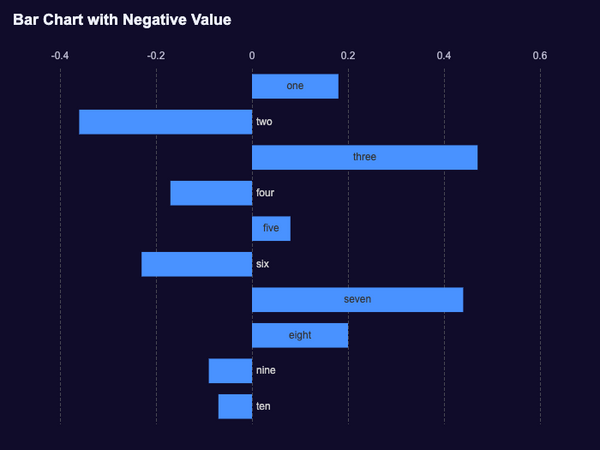 Bar Chart with Negative Value
-0.4 -0.2 0 0.2 0.4 0.6
one
two
three
four
five
six
seven
eight
nine
ten